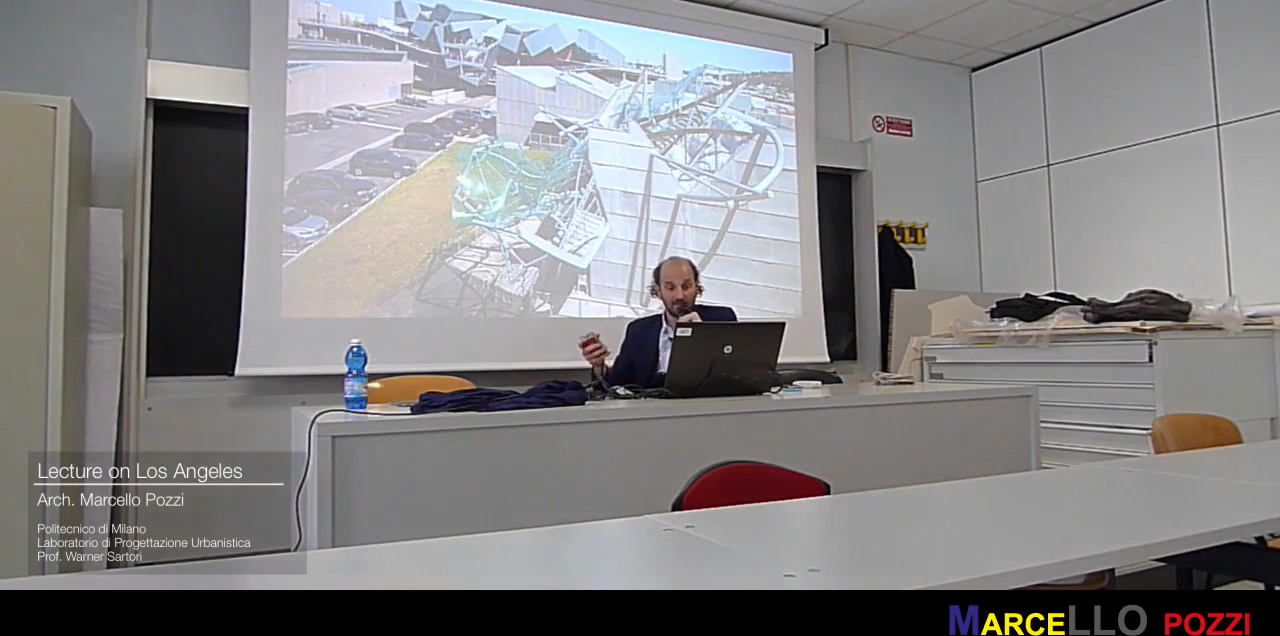 Lecture on Los Angeles
Arch. Marcello Pozzi
Politecnico di Milano
Laboratorio di Progettazione Urbanistica
Prof. Warner Sartori
MARCELLO POZZI